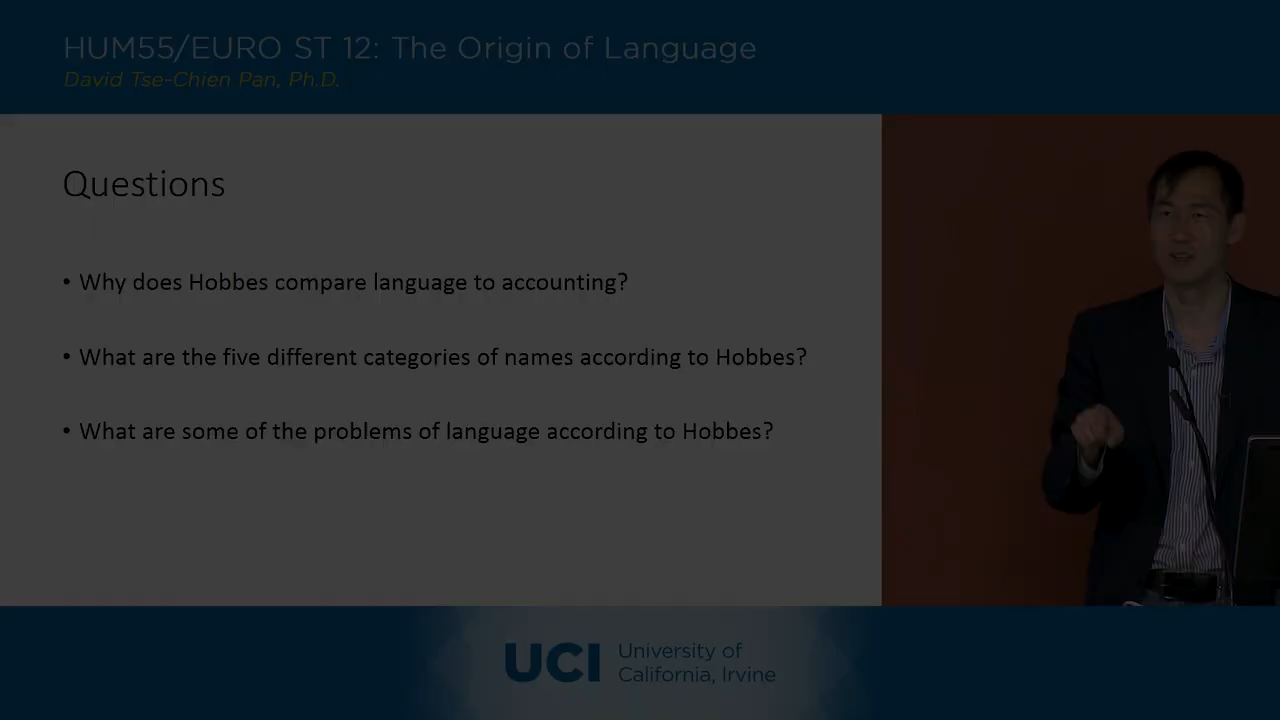 HUM55/EURO ST 12: The Origin of Language
David Tse-Chien Pan, Ph.D.
Questions
• Why does Hobbes compare language to accounting?
• What are the five different categories of names according to Hobbes?
• What are some of the problems of language according to Hobbes?
UCI University of
California, Irvine